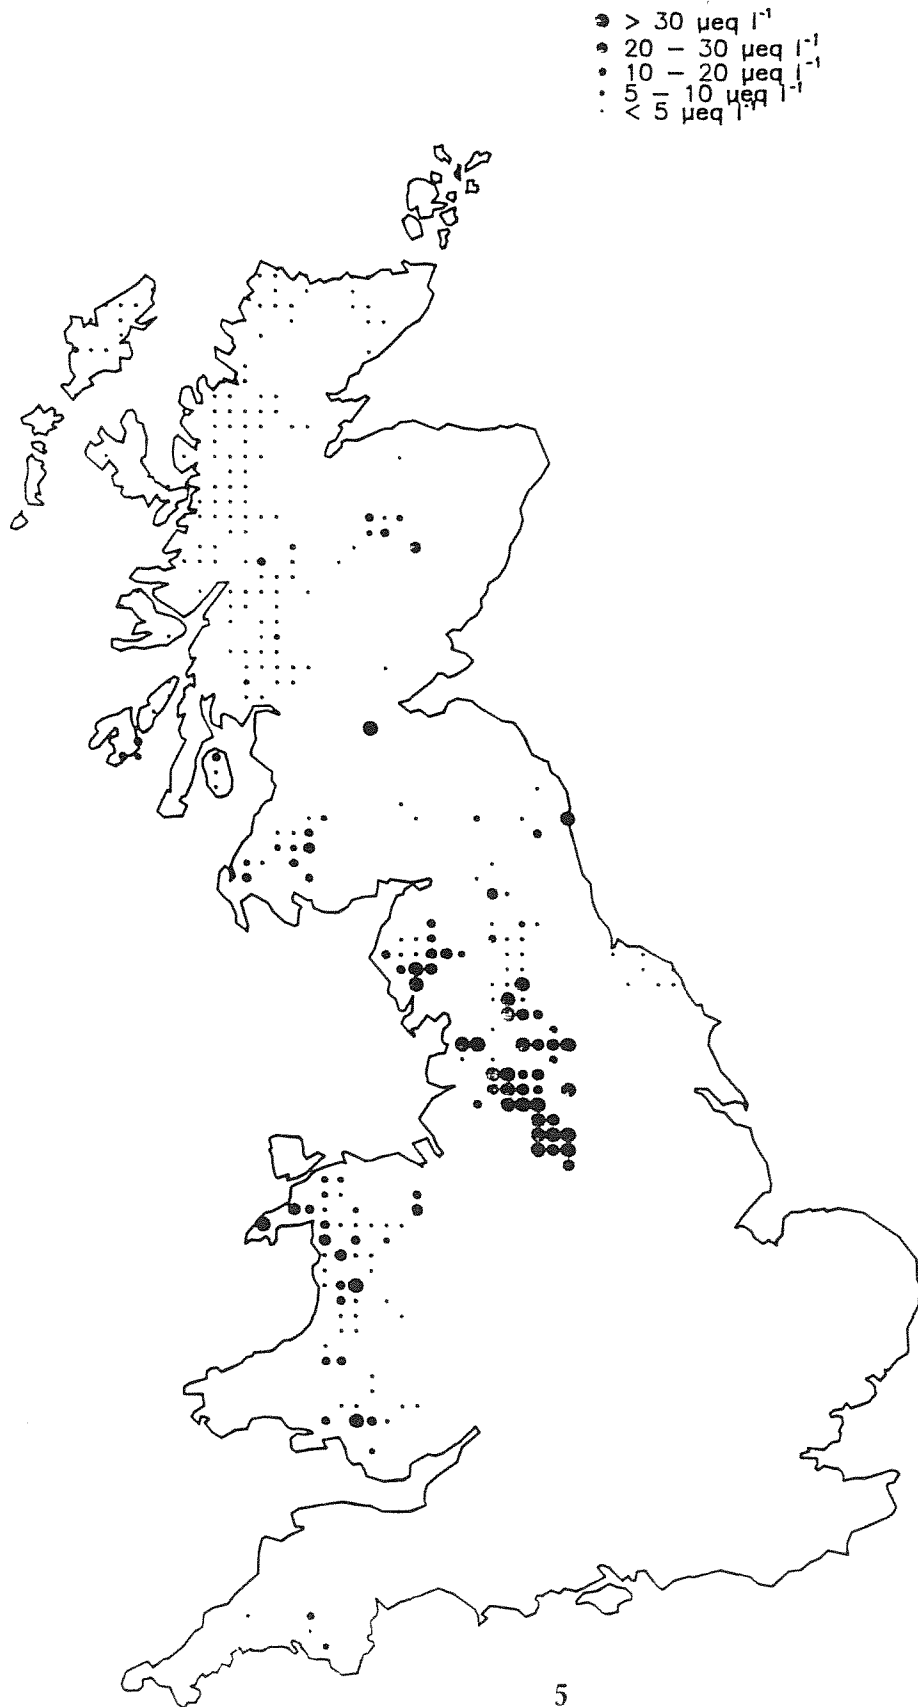 > 30 µeq l⁻¹
20 – 30 µeq l⁻¹
10 – 20 µeq l⁻¹
5 – 10 µeq l⁻¹
< 5 µeq l⁻¹
5